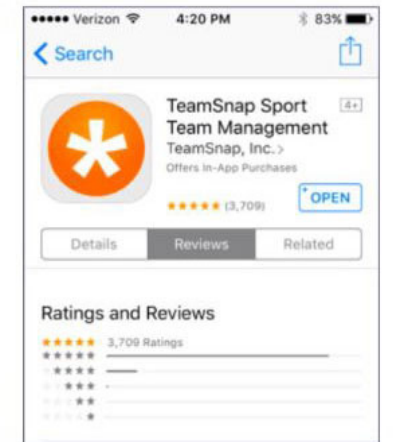 Verizon 4:20 PM 83%
Search
TeamSnap Sport 4+
Team Management
TeamSnap, Inc. >
Offers In-App Purchases
(3,709)
+ OPEN
Details Reviews Related
Ratings and Reviews
3,709 Ratings